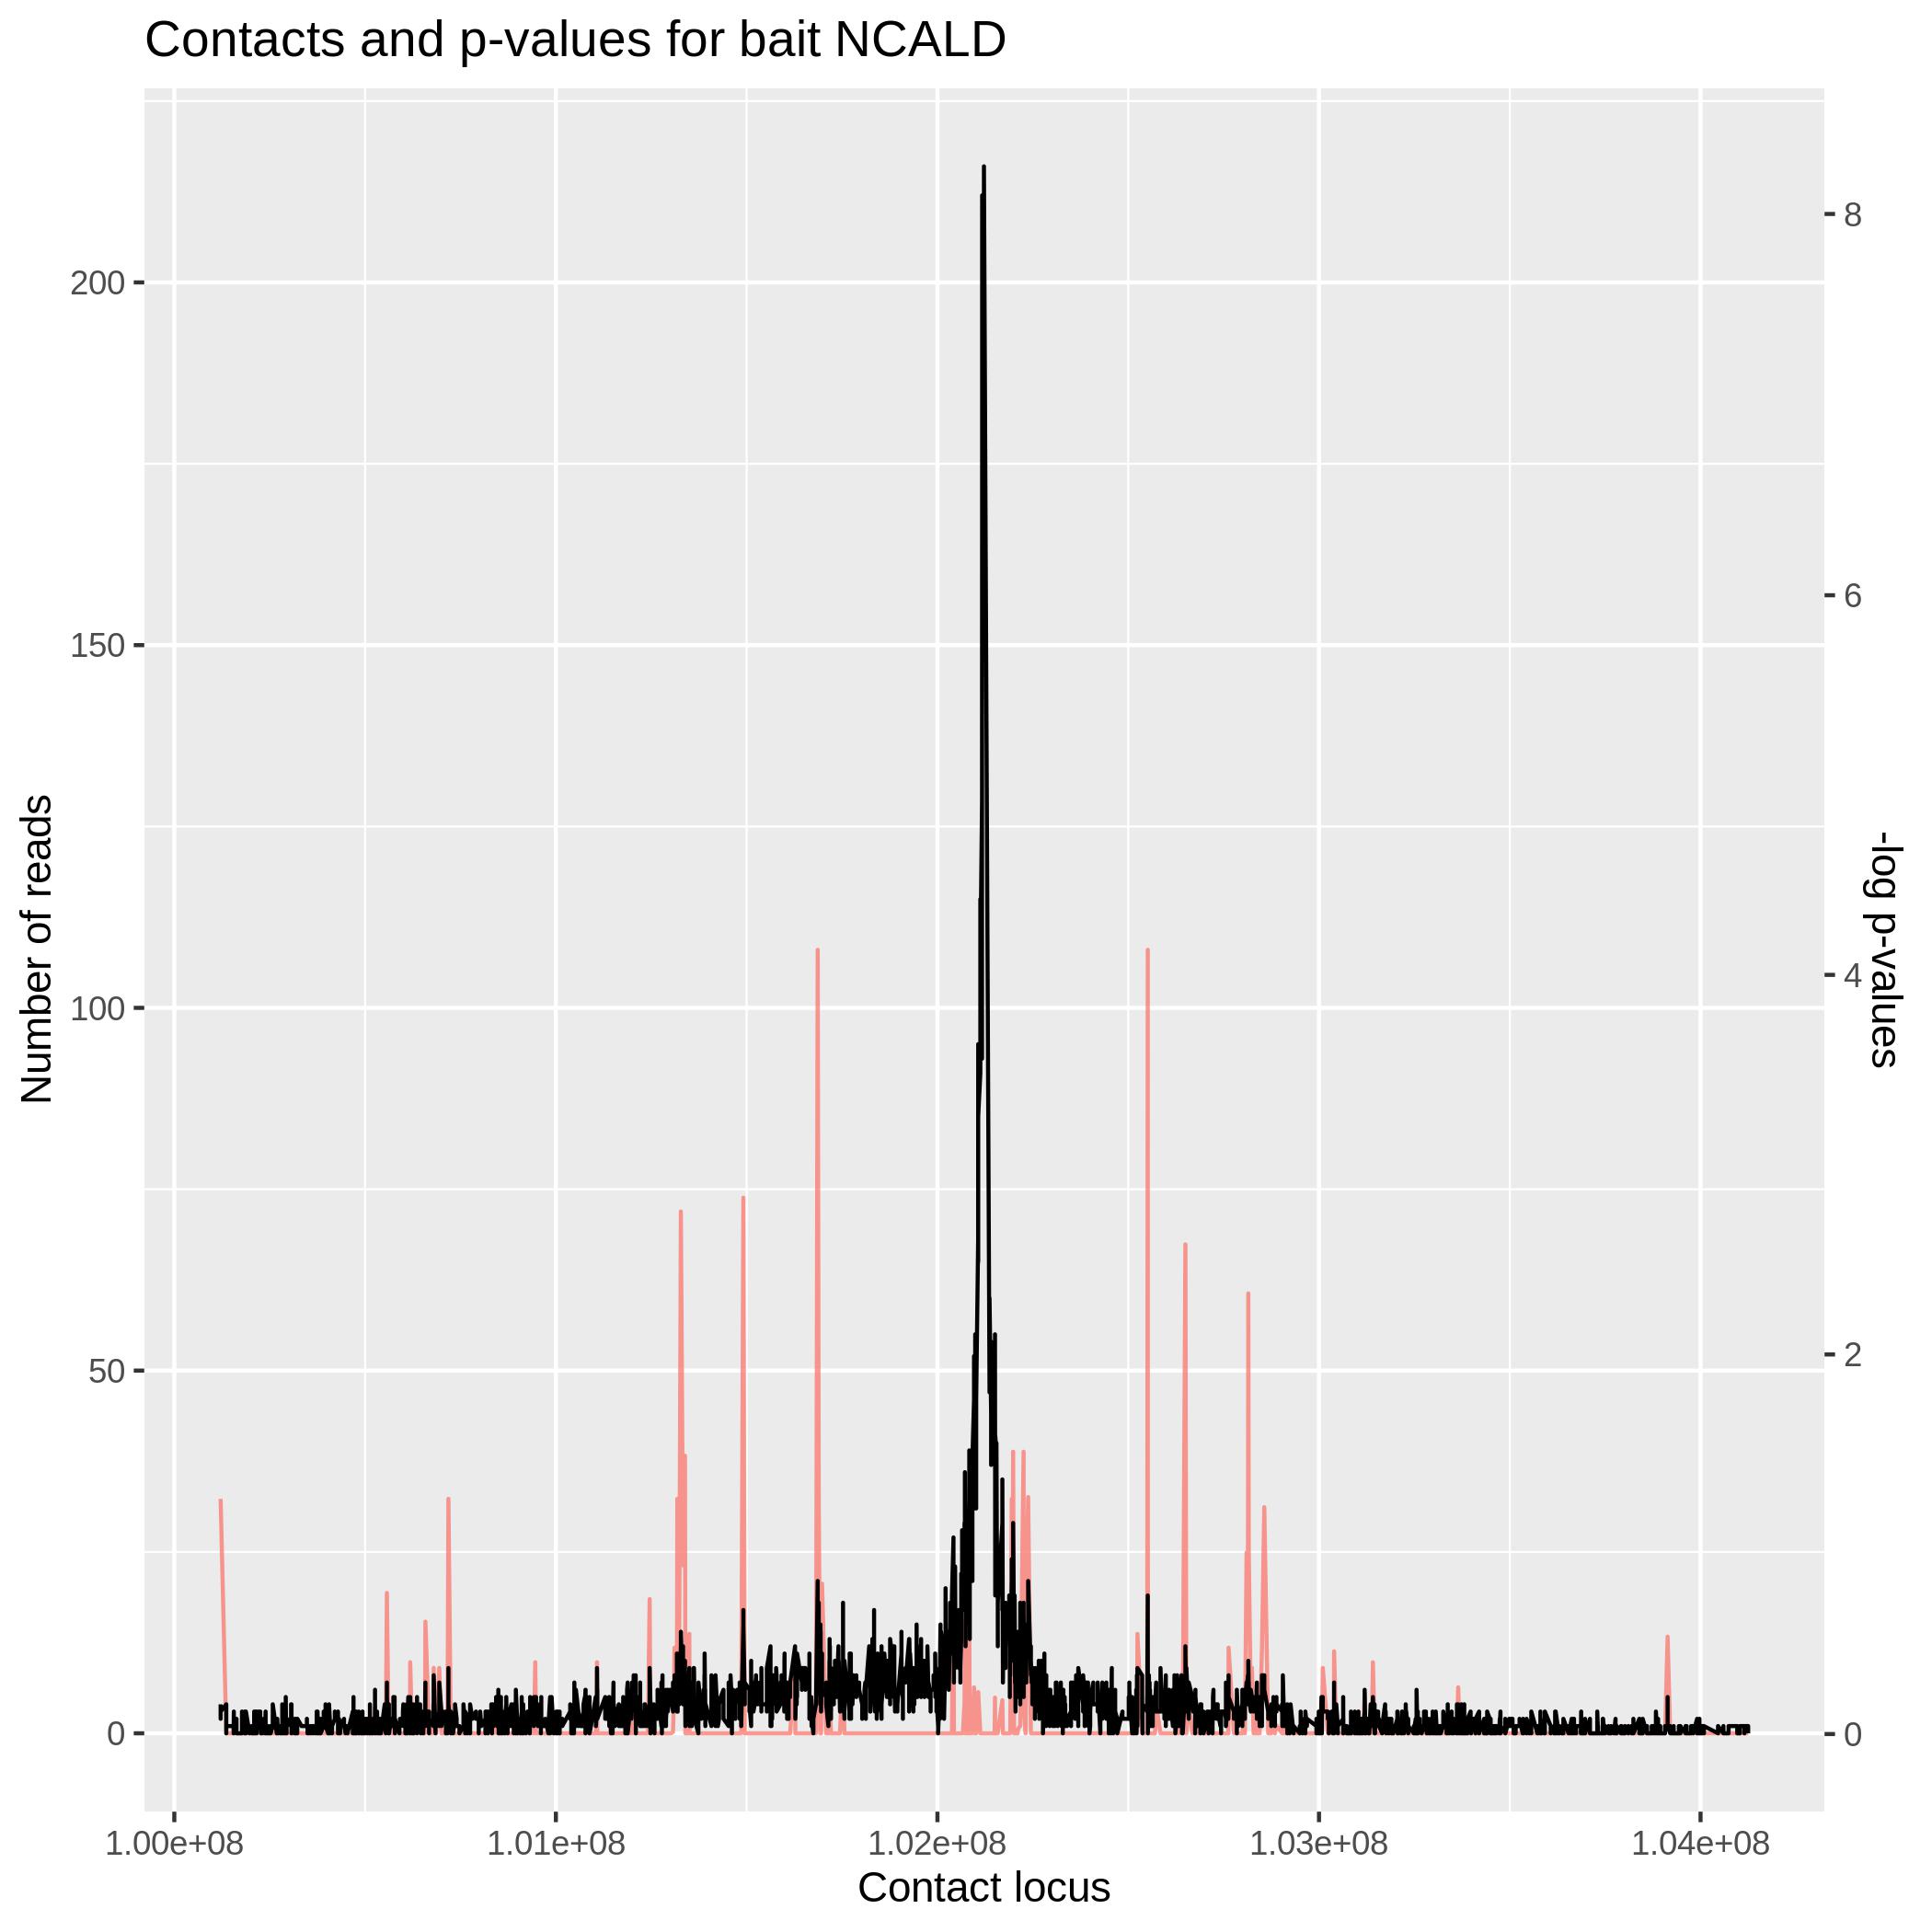 Contacts and p-values for bait NCALD
Number of reads
200
150
100
50
0
8
6
4
2
0
-log p-values
1.00e+08 1.01e+08 1.02e+08 1.03e+08 1.04e+08
Contact locus